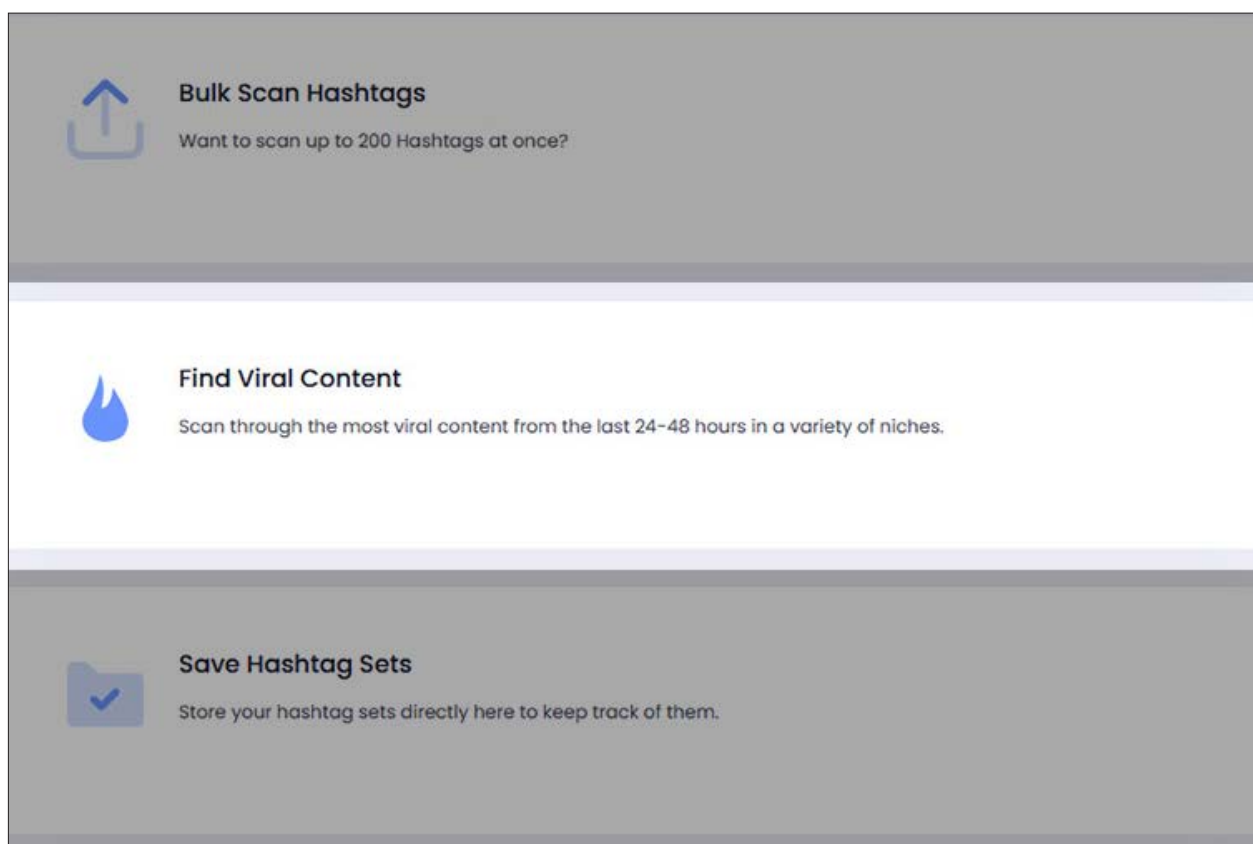 Bulk Scan Hashtags
Want to scan up to 200 Hashtags at once?
Find Viral Content
Scan through the most viral content from the last 24-48 hours in a variety of niches.
Save Hashtag Sets
Store your hashtag sets directly here to keep track of them.